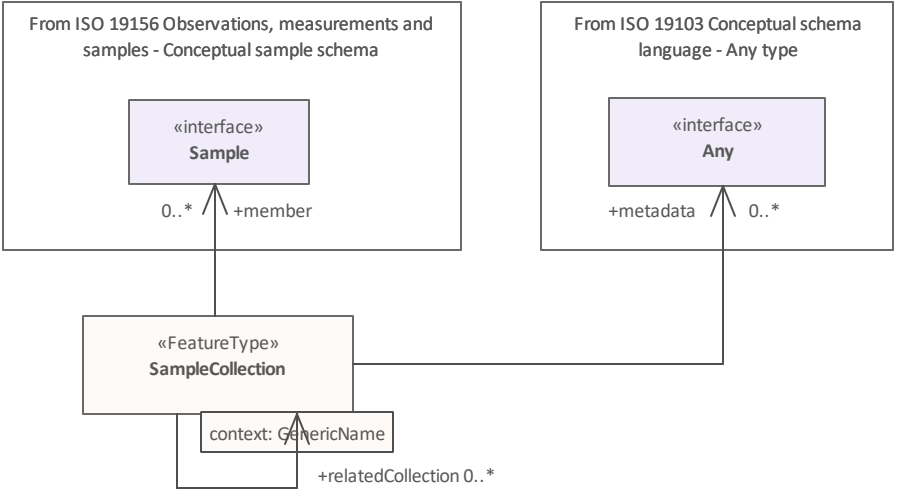 From ISO 19156 Observations, measurements and
samples - Conceptual sample schema
«interface»
Sample
0..*
+member
From ISO 19103 Conceptual schema
language - Any type
«interface»
Any
+metadata
0..*
«FeatureType»
SampleCollection
context: GenericName
+relatedCollection 0..*